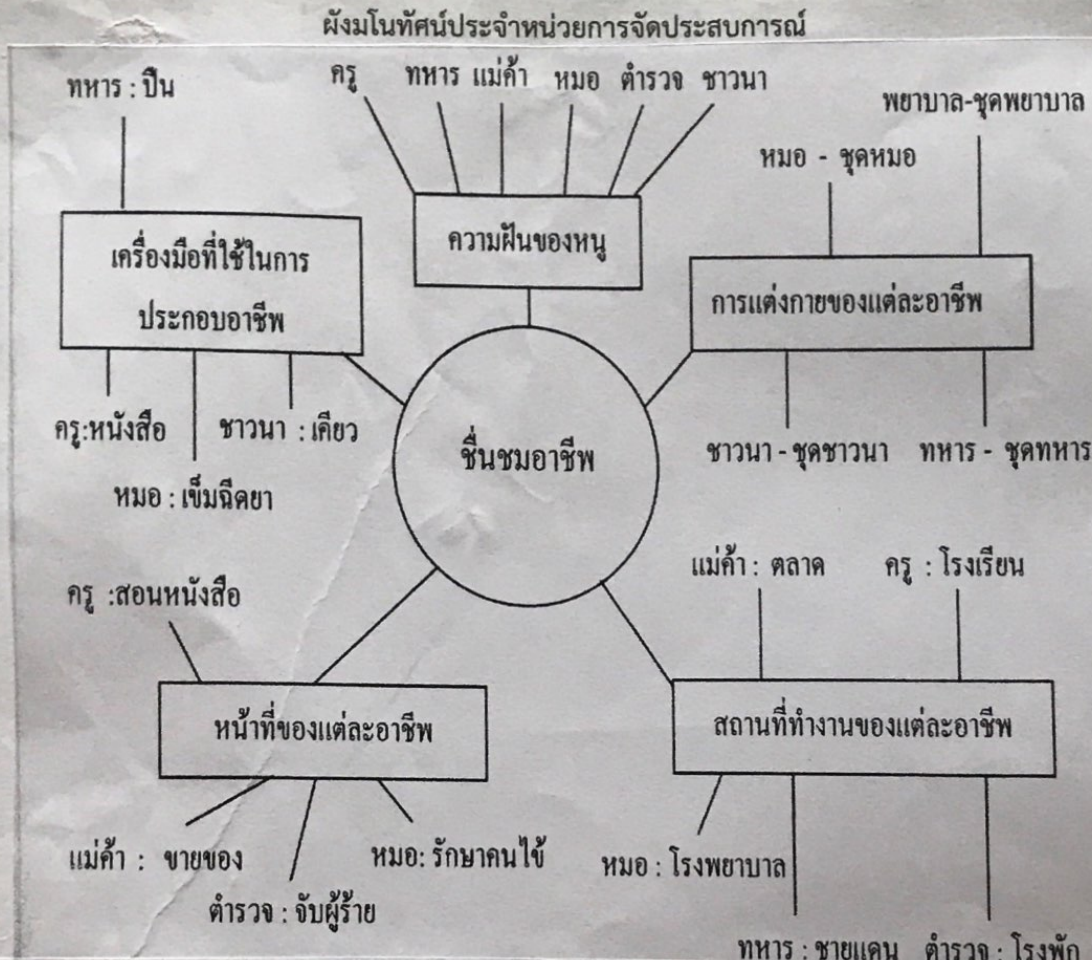 ผังมโนทัศน์ประจำหน่วยการจัดประสบการณ์
ทหาร : ปืน
ครู ทหาร แม่ค้า หมอ ตำรวจ ชาวนา
พยาบาล-ชุดพยาบาล
หมอ - ชุดหมอ
เครื่องมือที่ใช้ในการ
ประกอบอาชีพ
ความฝันของหนู
การแต่งกายของแต่ละอาชีพ
ครู:หนังสือ
ชาวนา : เคียว
หมอ : เข็มฉีดยา
ชื่นชมอาชีพ
ชาวนา - ชุดชาวนา
ทหาร - ชุดทหาร
ครู :สอนหนังสือ
แม่ค้า : ตลาด
ครู : โรงเรียน
หน้าที่ของแต่ละอาชีพ
สถานที่ทำงานของแต่ละอาชีพ
แม่ค้า : ขายของ
หมอ: รักษาคนไข้
ตำรวจ : จับผู้ร้าย
หมอ : โรงพยาบาล
ทหาร : ชายแดน
ตำรวจ : โรงพัก